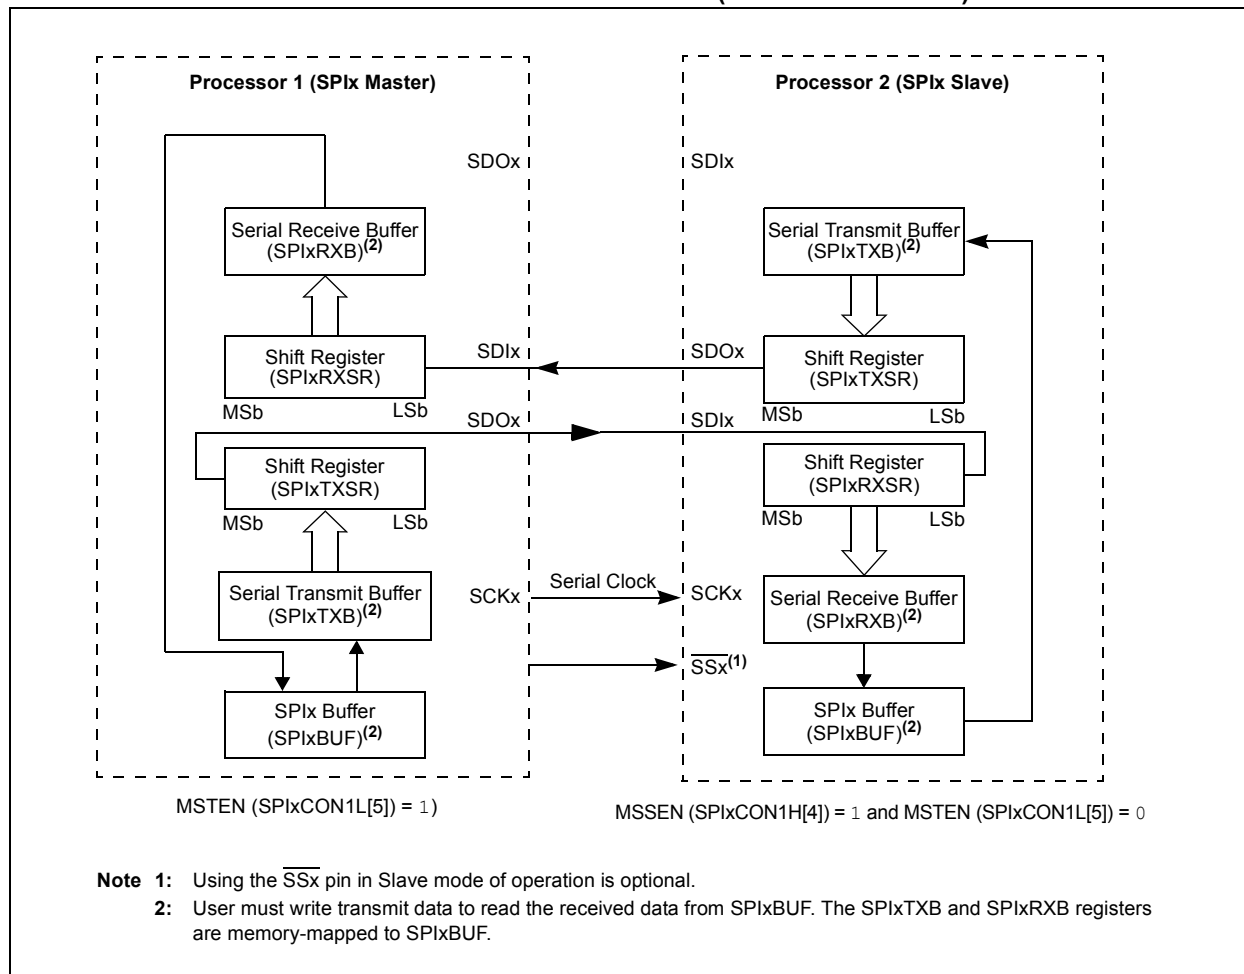 Processor 1 (SPIx Master)
SDOx
Serial Receive Buffer
(SPIxRXB)(2)
Shift Register
(SPIxRXSR)
MSb
LSb
SDIx
SDOx
Shift Register
(SPIxTXSR)
MSb
LSb
Serial Transmit Buffer
(SPIxTXB)(2)
SCKx
SPIx Buffer
(SPIxBUF)(2)
MSTEN (SPIxCON1L[5]) = 1)
Serial Clock
Processor 2 (SPIx Slave)
SDIx
Serial Transmit Buffer
(SPIxTXB)(2)
SDOx
Shift Register
(SPIxTXSR)
MSb
LSb
SDIx
Shift Register
(SPIxRXSR)
MSb
LSb
SCKx
Serial Receive Buffer
(SPIxRXB)(2)
SSx(1)
SPIx Buffer
(SPIxBUF)(2)
MSSEN (SPIxCON1H[4]) = 1 and MSTEN (SPIxCON1L[5]) = 0
Note 1: Using the SSx pin in Slave mode of operation is optional.
2: User must write transmit data to read the received data from SPIxBUF. The SPIxTXB and SPIxRXB registers
are memory-mapped to SPIxBUF.